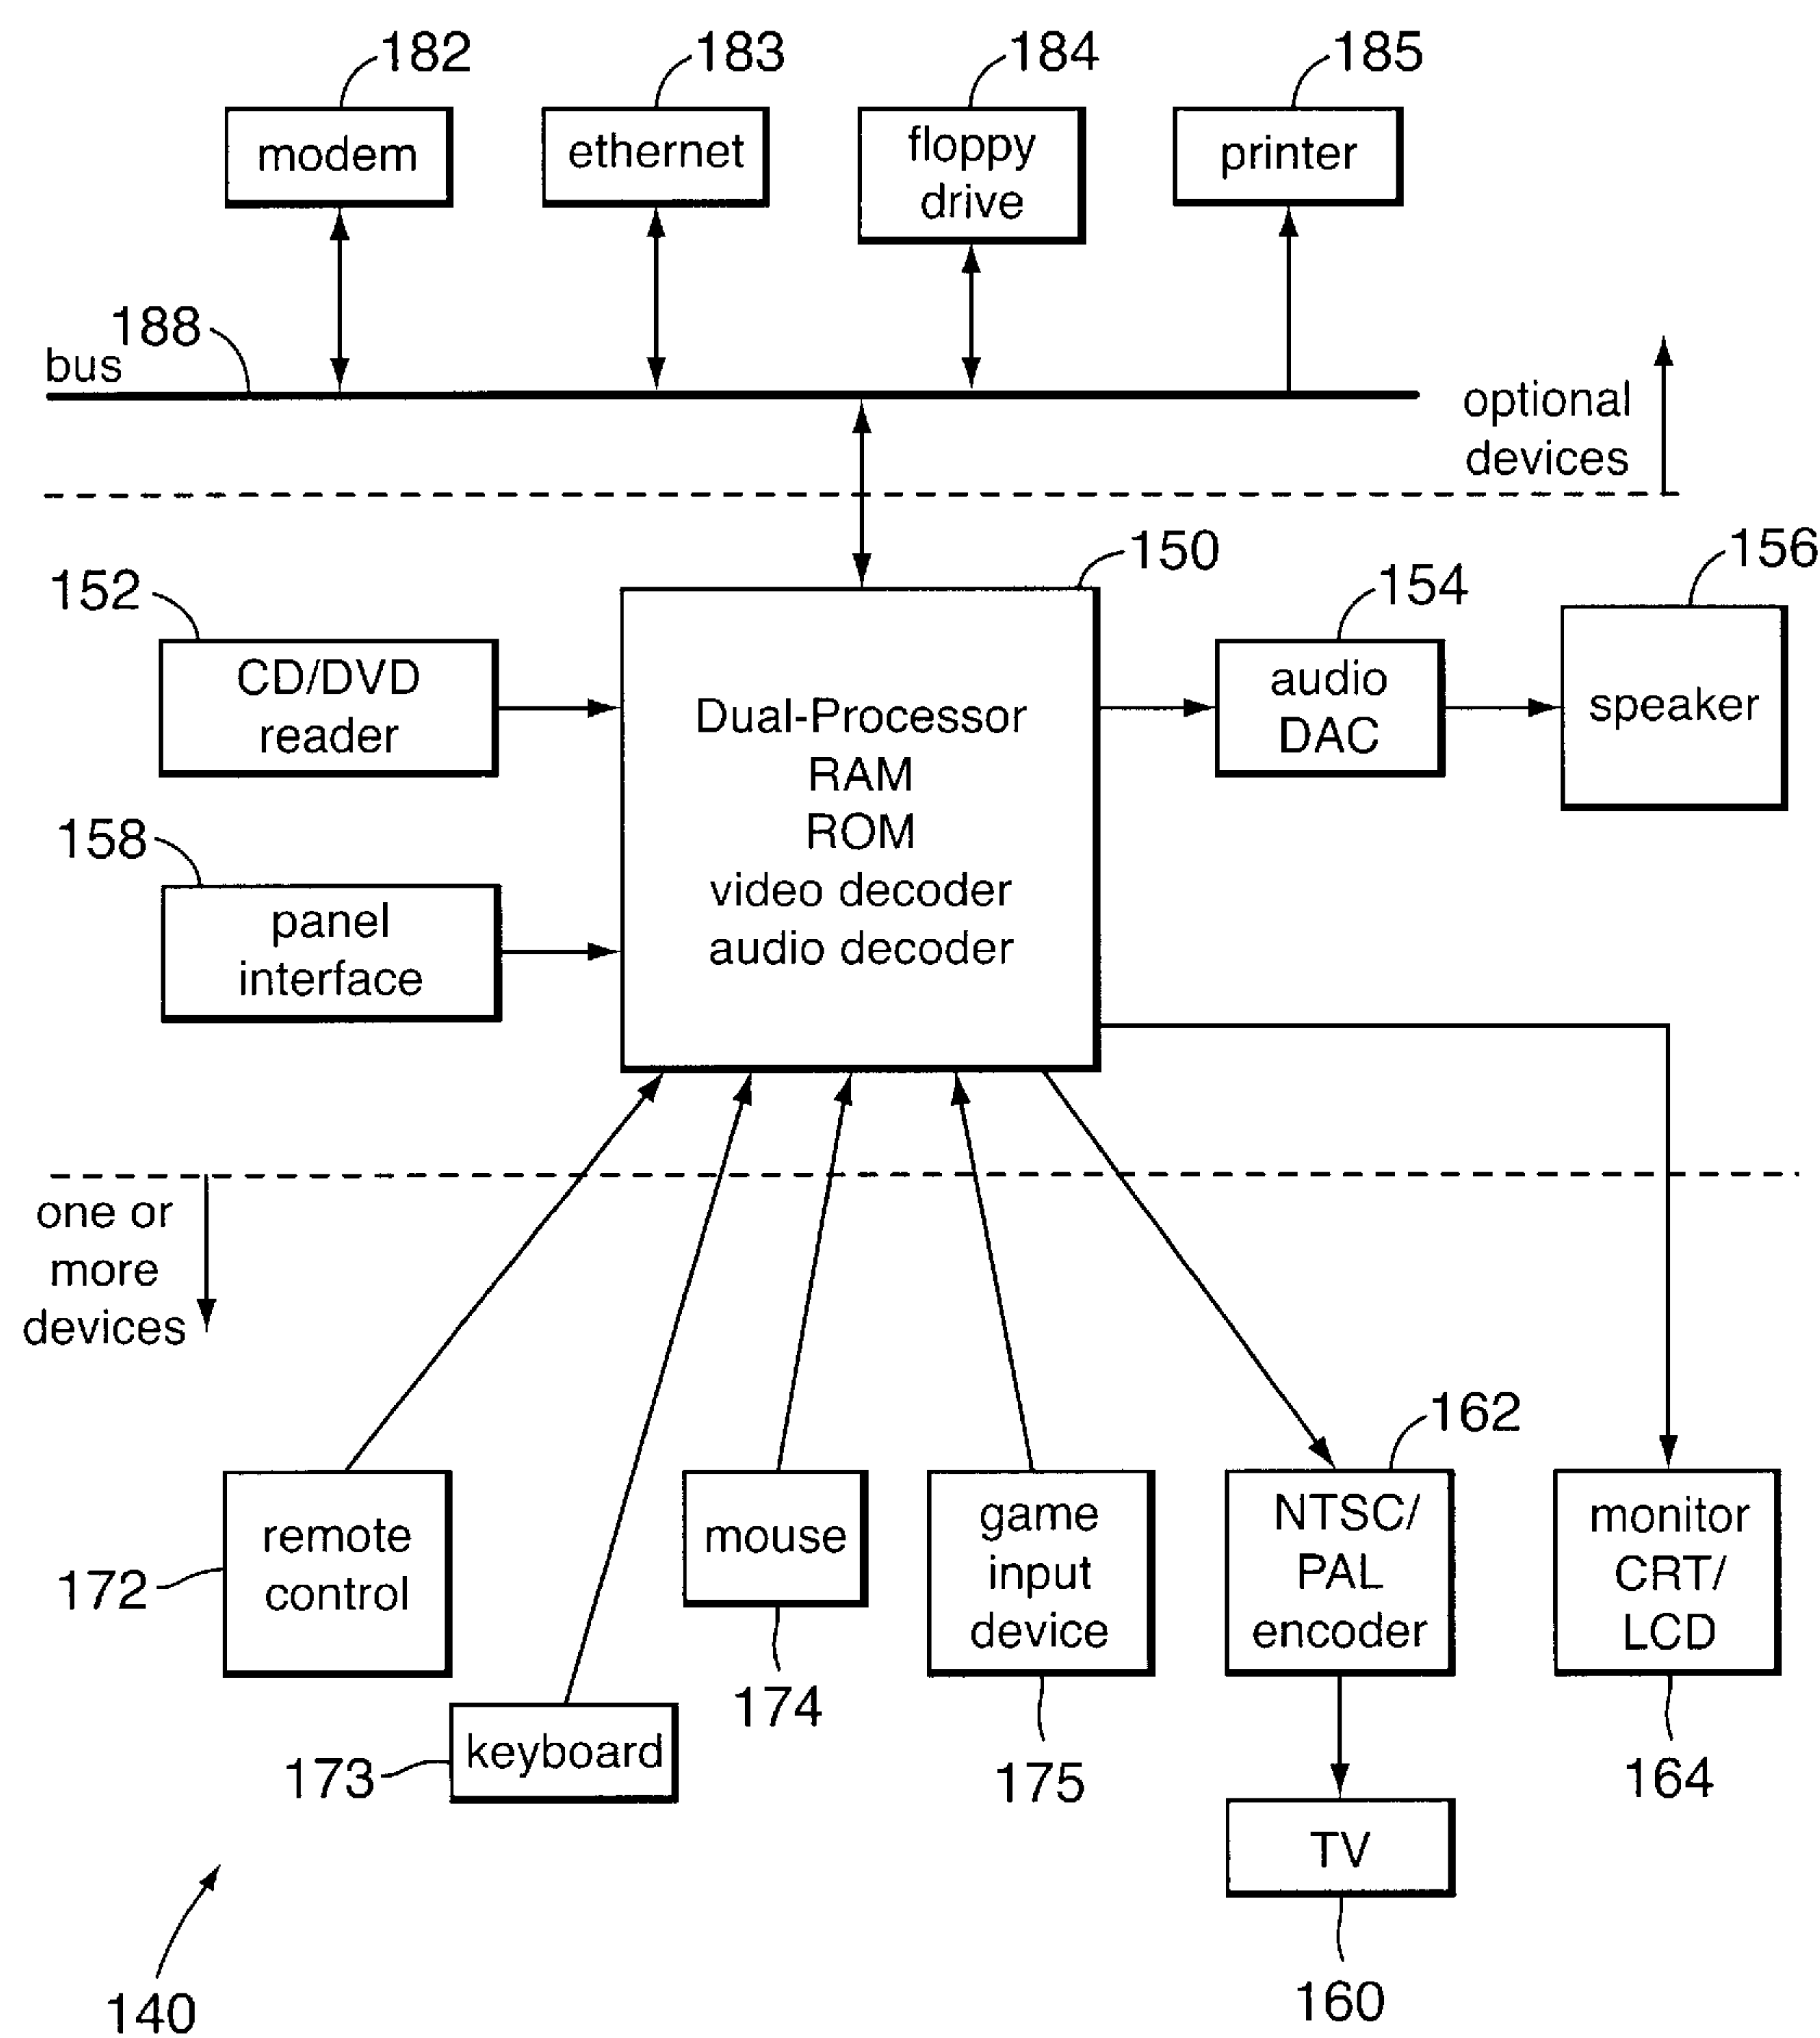 182
183
184
185
modem
ethernet
floppy
drive
printer
188
bus
optional
devices
150
152
154
156
CD/DVD
reader
Dual-Processor
RAM
ROM
video decoder
audio decoder
audio
DAC
speaker
158
panel
interface
one or
more
devices
162
remote
control
172
mouse
174
game
input
device
175
NTSC/
PAL
encoder
monitor
CRT/
LCD
164
keyboard
173
TV
160
140